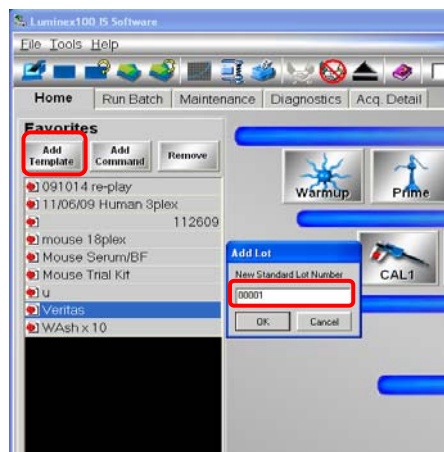 Luminex100 IS Software
File Tools Help
Home Run Batch Maintenance Diagnostics Acq. Detail
Favorites
Add Template Add Command Remove
091014 re-play
11/06/09 Human 3plex
112609
mouse 18plex
Mouse Serum/BF
Mouse Trial Kit
u
Veritas
WAsh x 10
Warmup Prime
CAL1
Add Lot
New Standard Lot Number
00001
OK Cancel